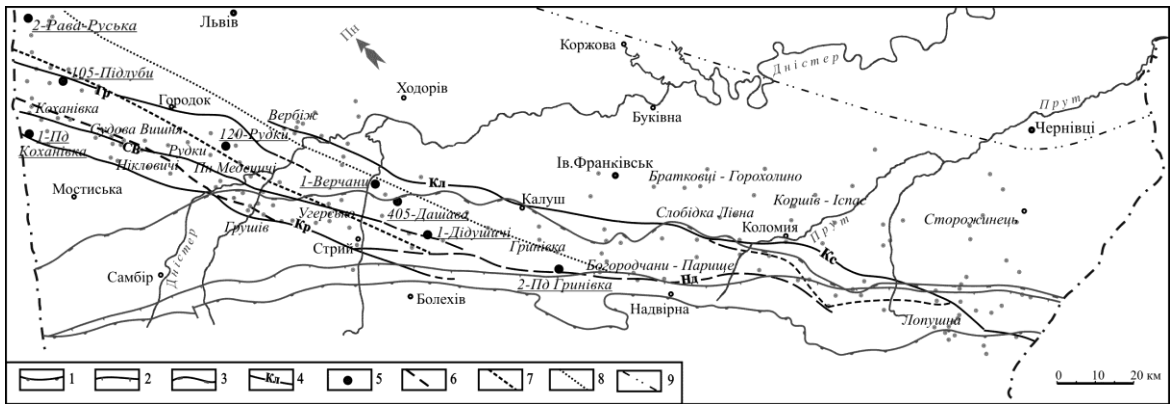 2-Рава-Руська
Львів
Пн
Коржова
Дністер
Прут
105-Підлуби
Гр
Ходорів
Городок
Вербіж
Буківна
Чернівці
Коханівка
Судова Вишня
120-Рудки
1-Пд
Коханівка
СВ
Рудки
Нікловичі
Пн Медєничі
Ів.Франківськ
Братковці - Горохолино
1-Верчани
Кл
Мостиська
405-Дашава
Калуш
Коршів - Іспас
Сторожинець
Угерсько
Кр
Грушів
1-Дідушичі
Слобідка Лівна
Прут
Коломия
Стрий
Гринівка
Кс
Самбір
Дністер
Богородчани - Парище
Нд
2-Пд Гринівка
Болехів
Надвірна
Лопушна
1 2 3 Кл 4 5 6 7 8 9
0 10 20 км